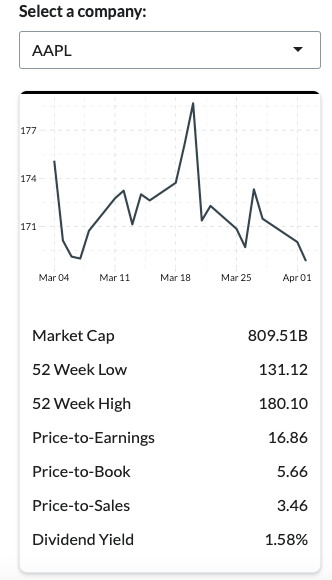 Select a company:
AAPL
177
174
171
Mar 04 Mar 11 Mar 18 Mar 25 Apr 01
Market Cap 809.51B
52 Week Low 131.12
52 Week High 180.10
Price-to-Earnings 16.86
Price-to-Book 5.66
Price-to-Sales 3.46
Dividend Yield 1.58%